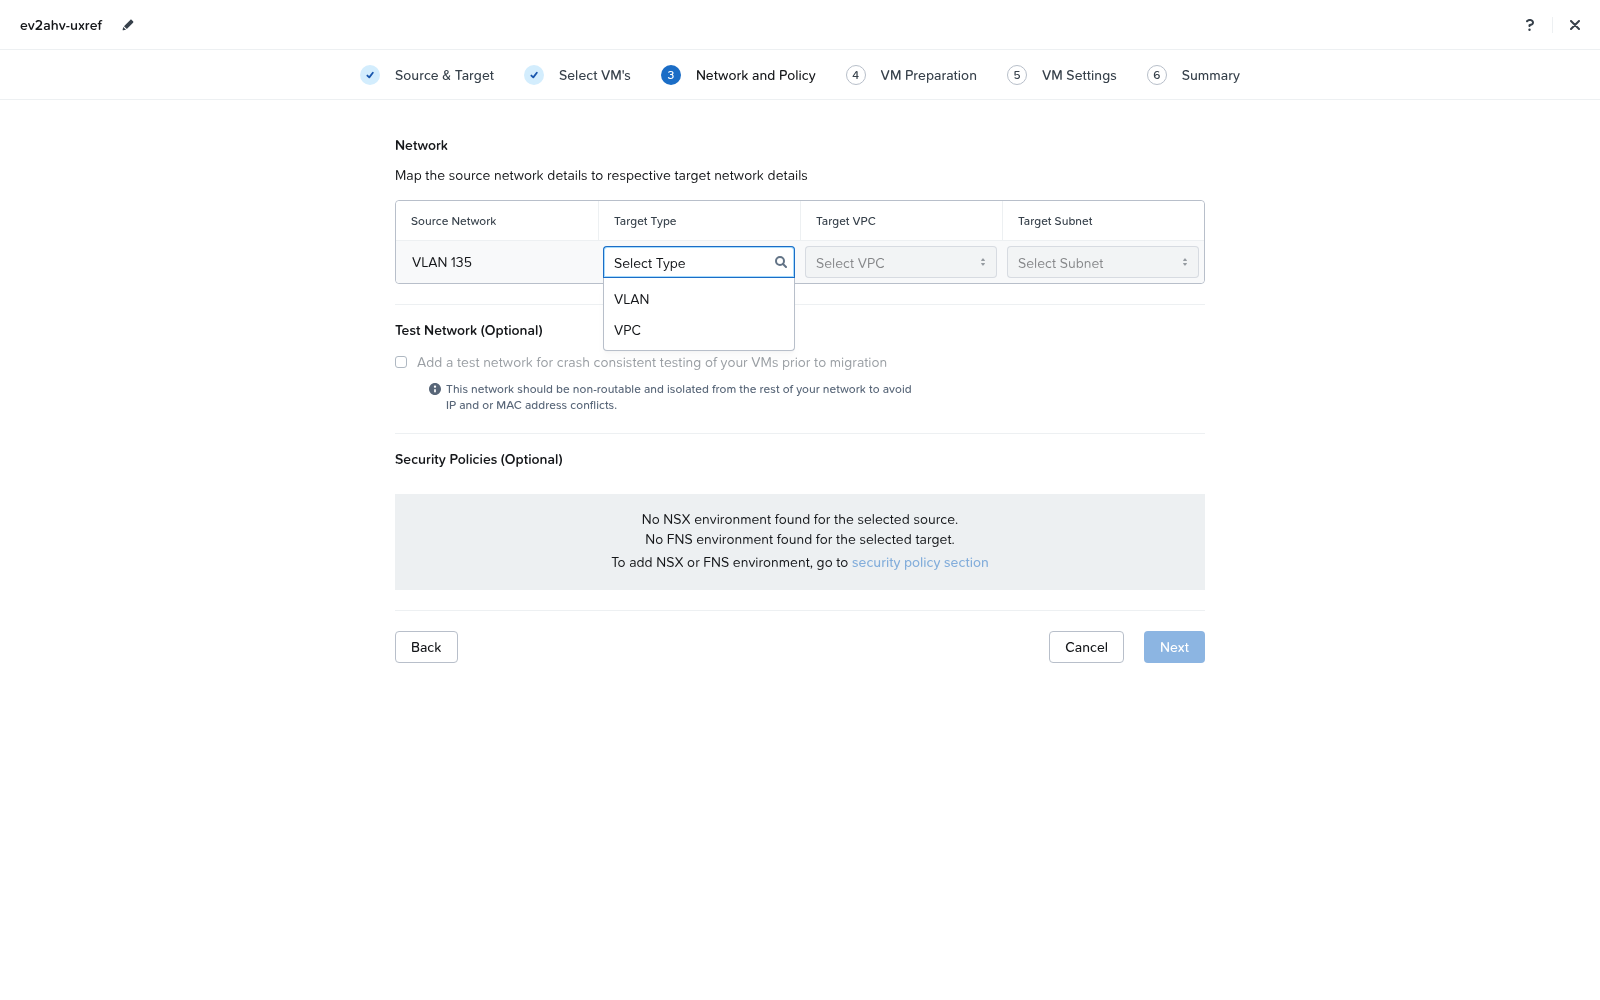 ev2ahv-uxref
?
Source & Target
Select VM's
3 Network and Policy
4 VM Preparation
5 VM Settings
6 Summary
Network
Map the source network details to respective target network details
Source Network Target Type Target VPC Target Subnet
VLAN 135 Select Type Select VPC Select Subnet
VLAN
VPC
Test Network (Optional)
Add a test network for crash consistent testing of your VMs prior to migration
This network should be non-routable and isolated from the rest of your network to avoid
IP and or MAC address conflicts.
Security Policies (Optional)
No NSX environment found for the selected source.
No FNS environment found for the selected target.
To add NSX or FNS environment, go to security policy section
Back
Cancel
Next